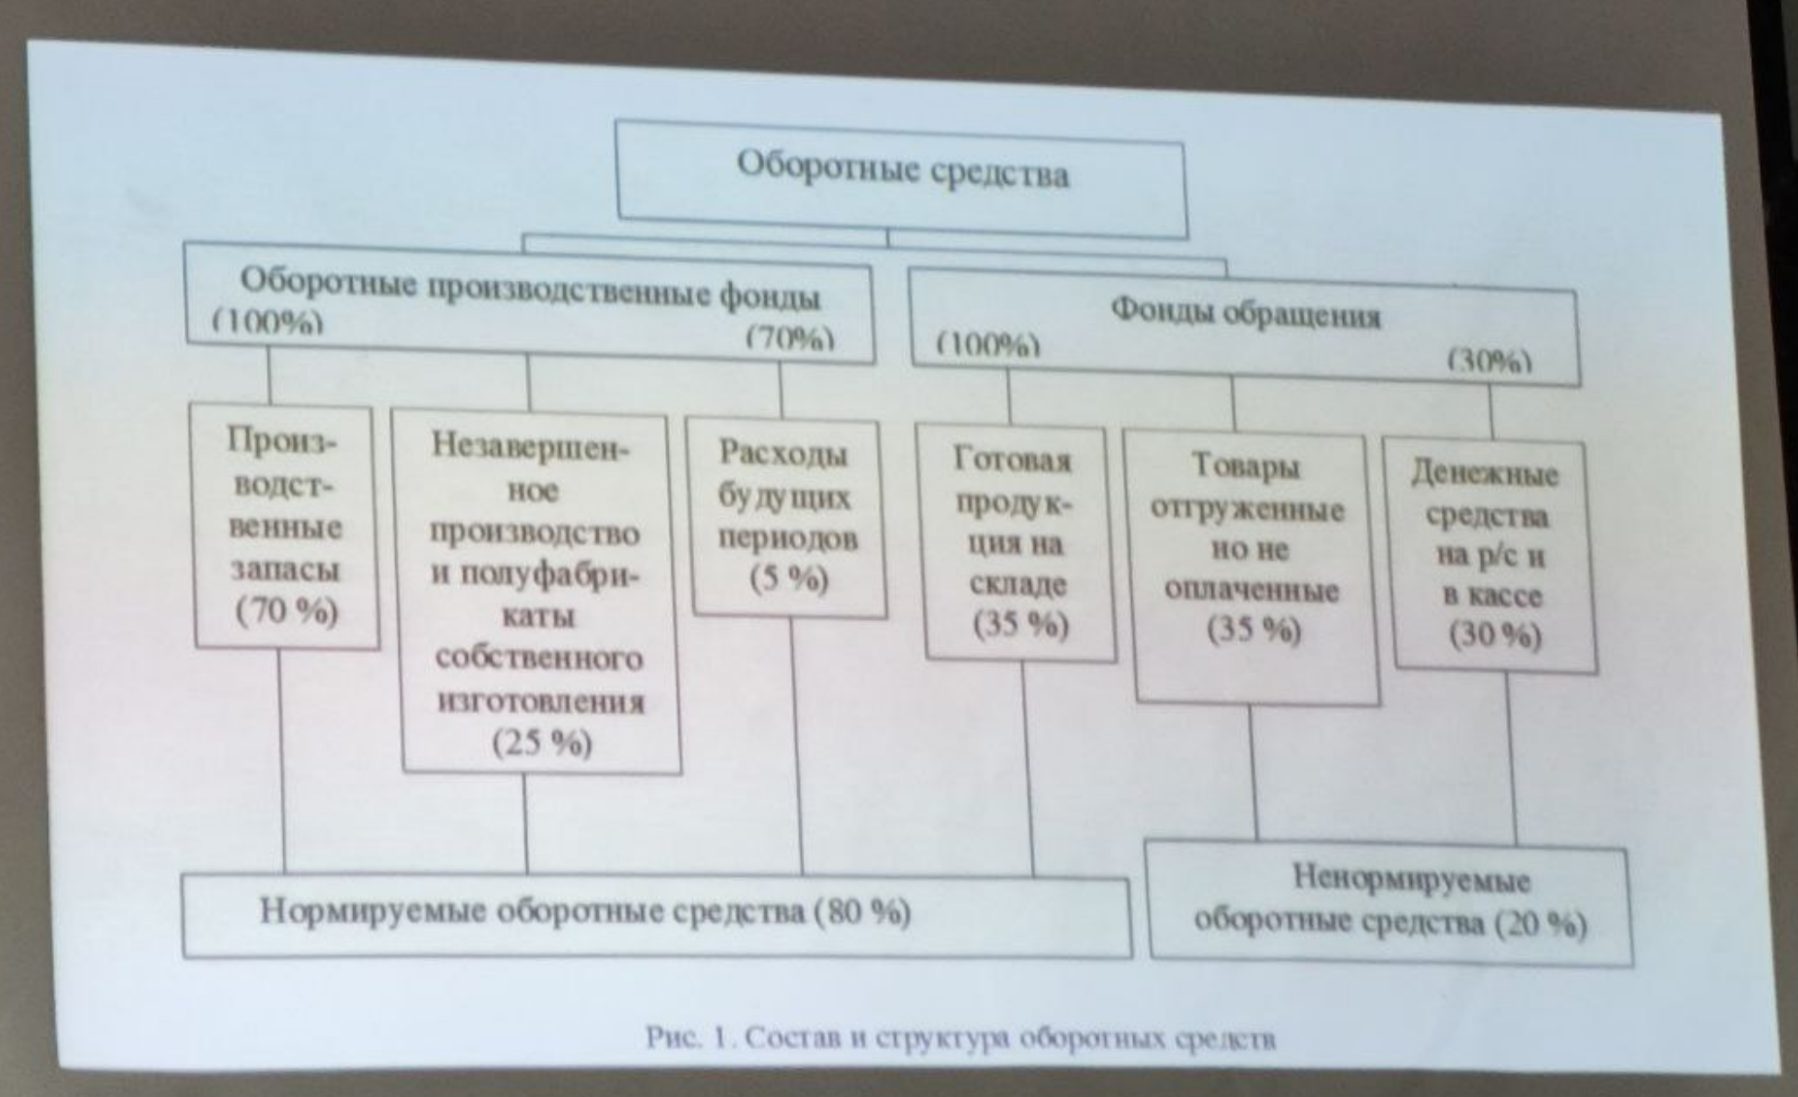 Оборотные средства
Оборотные производственные фонды
(100%)
(70%)
Фонды обращения
(100%)
(30%)
Произ-
водст-
венные
запасы
(70 %)
Незавершен-
ное
производство
и полуфабри-
каты
собственного
изготовления
(25 %)
Расходы
будущих
периодов
(5 %)
Готовая
продук-
ция на
складе
(35 %)
Товары
отгруженные
но не
оплаченные
(35 %)
Денежные
средства
на р/с и
в кассе
(30 %)
Нормируемые оборотные средства (80 %)
Ненормируемые
оборотные средства (20 %)
Рис. 1. Состав и структура оборотных средств